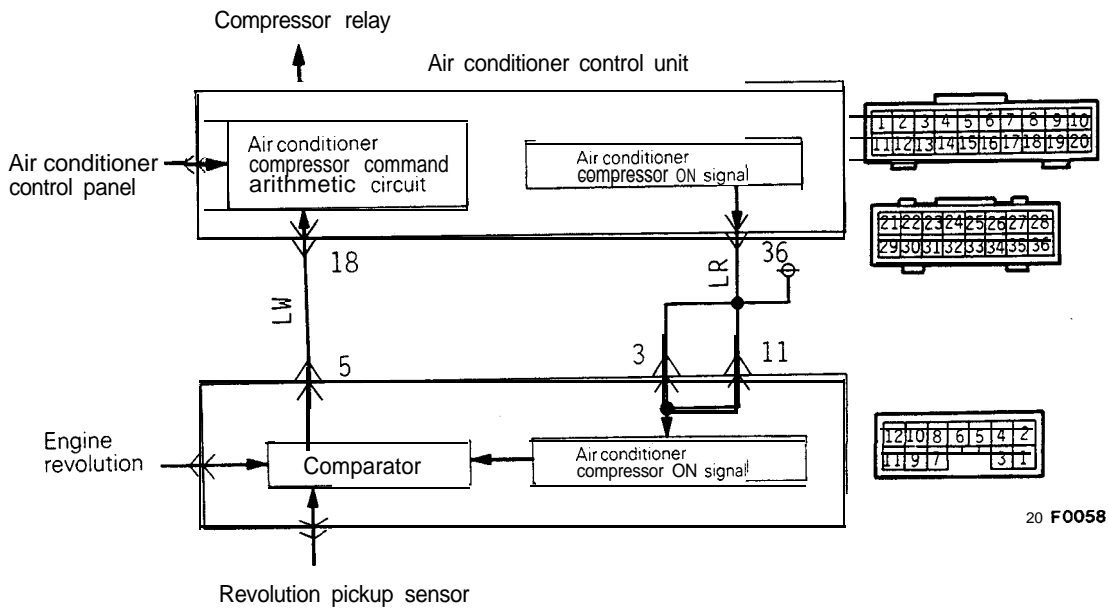 Compressor relay
Air conditioner control unit
Air conditioner
control panel
Air conditioner
compressor command
arithmetic circuit
Air conditioner
compressor ON signal
1 2 3 4 5 6 7 8 9 10
11 12 13 14 15 16 17 18 19 20
21 22 23 24 25 26 27 28
29 30 31 32 33 34 35 36
18
36
LW
LR
5
3
11
Engine
revolution
Comparator
Air conditioner
compressor ON signal
12 10 8 6 5 4 2
11 9 7 3 1
20 F0058
Revolution pickup sensor